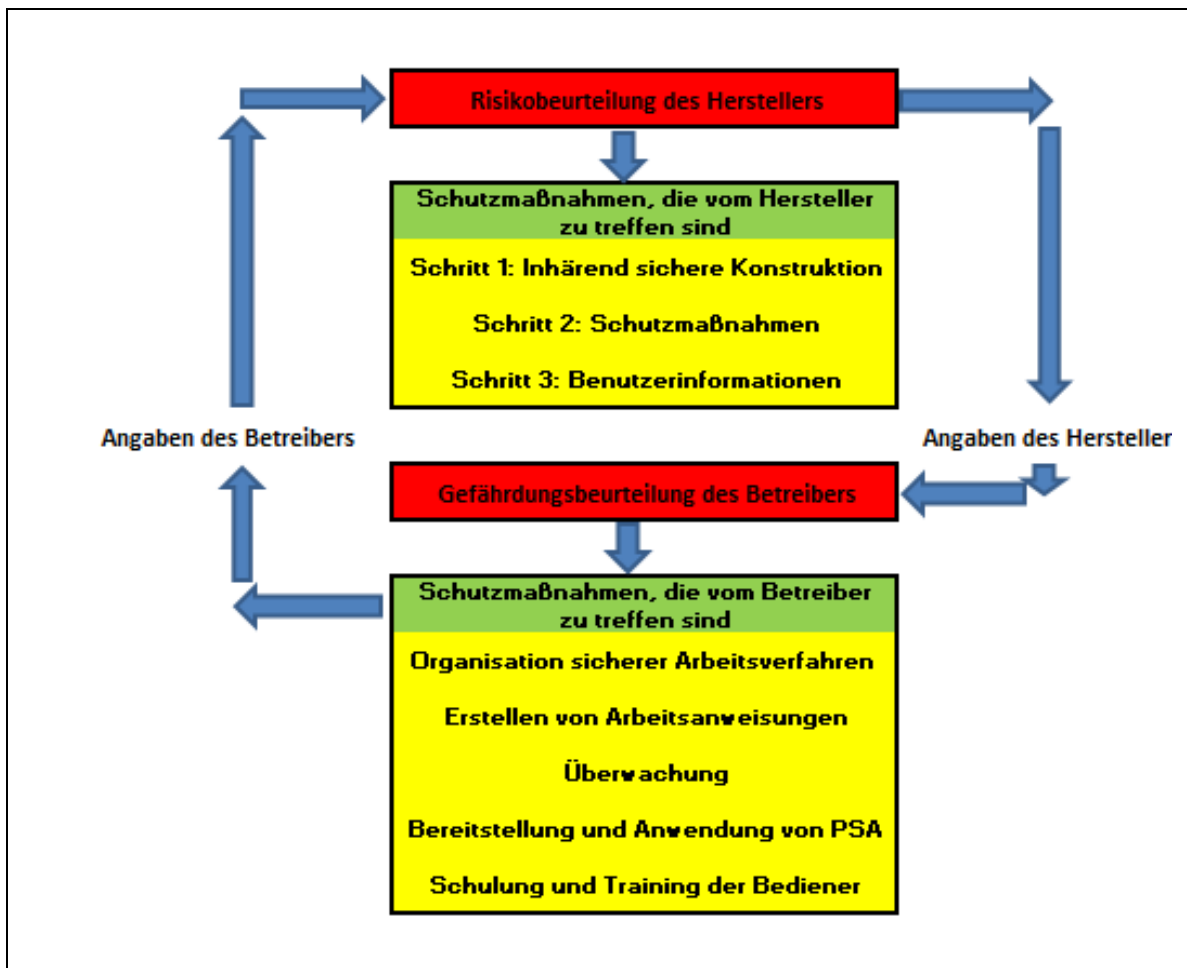 Risikobeurteilung des Herstellers
Schutzmaßnahmen, die vom Hersteller
zu treffen sind
Schritt 1: Inhärend sichere Konstruktion
Schritt 2: Schutzmaßnahmen
Schritt 3: Benutzerinformationen
Angaben des Betreibers
Angaben des Hersteller
Gefährdungsbeurteilung des Betreibers
Schutzmaßnahmen, die vom Betreiber
zu treffen sind
Organisation sicherer Arbeitsverfahren
Erstellen von Arbeitsanweisungen
Überwachung
Bereitstellung und Anwendung von PSA
Schulung und Training der Bediener